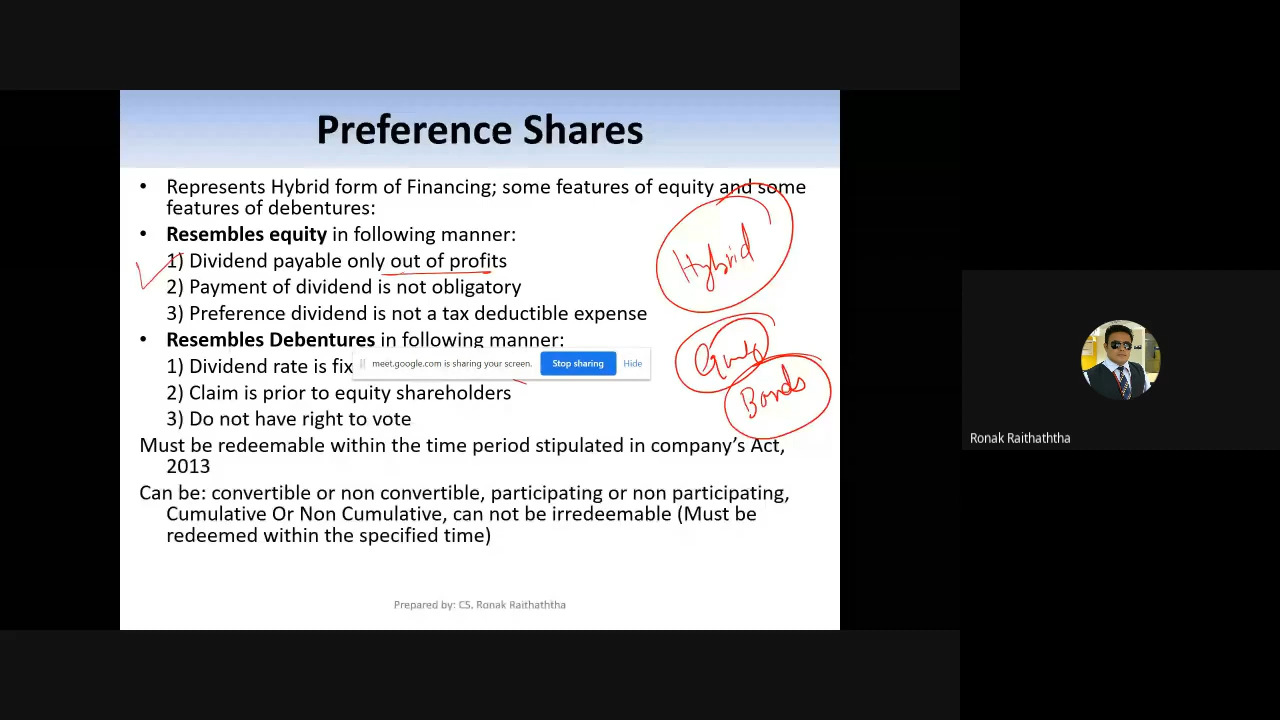 Preference Shares
• Represents Hybrid form of Financing; some features of equity and some
features of debentures:
• Resembles equity in following manner:
1) Dividend payable only out of profits
2) Payment of dividend is not obligatory
3) Preference dividend is not a tax deductible expense
• Resembles Debentures in following manner:
1) Dividend rate is fix
meet.google.com is sharing your screen. Stop sharing Hide
2) Claim is prior to equity shareholders
3) Do not have right to vote
Must be redeemable within the time period stipulated in company's Act,
2013
Can be: convertible or non convertible, participating or non participating,
Cumulative Or Non Cumulative, can not be irredeemable (Must be
redeemed within the specified time)
Prepared by: CS. Ronak Raithaththa
Hybrid
Equity
Bonds
Ronak Raithaththa